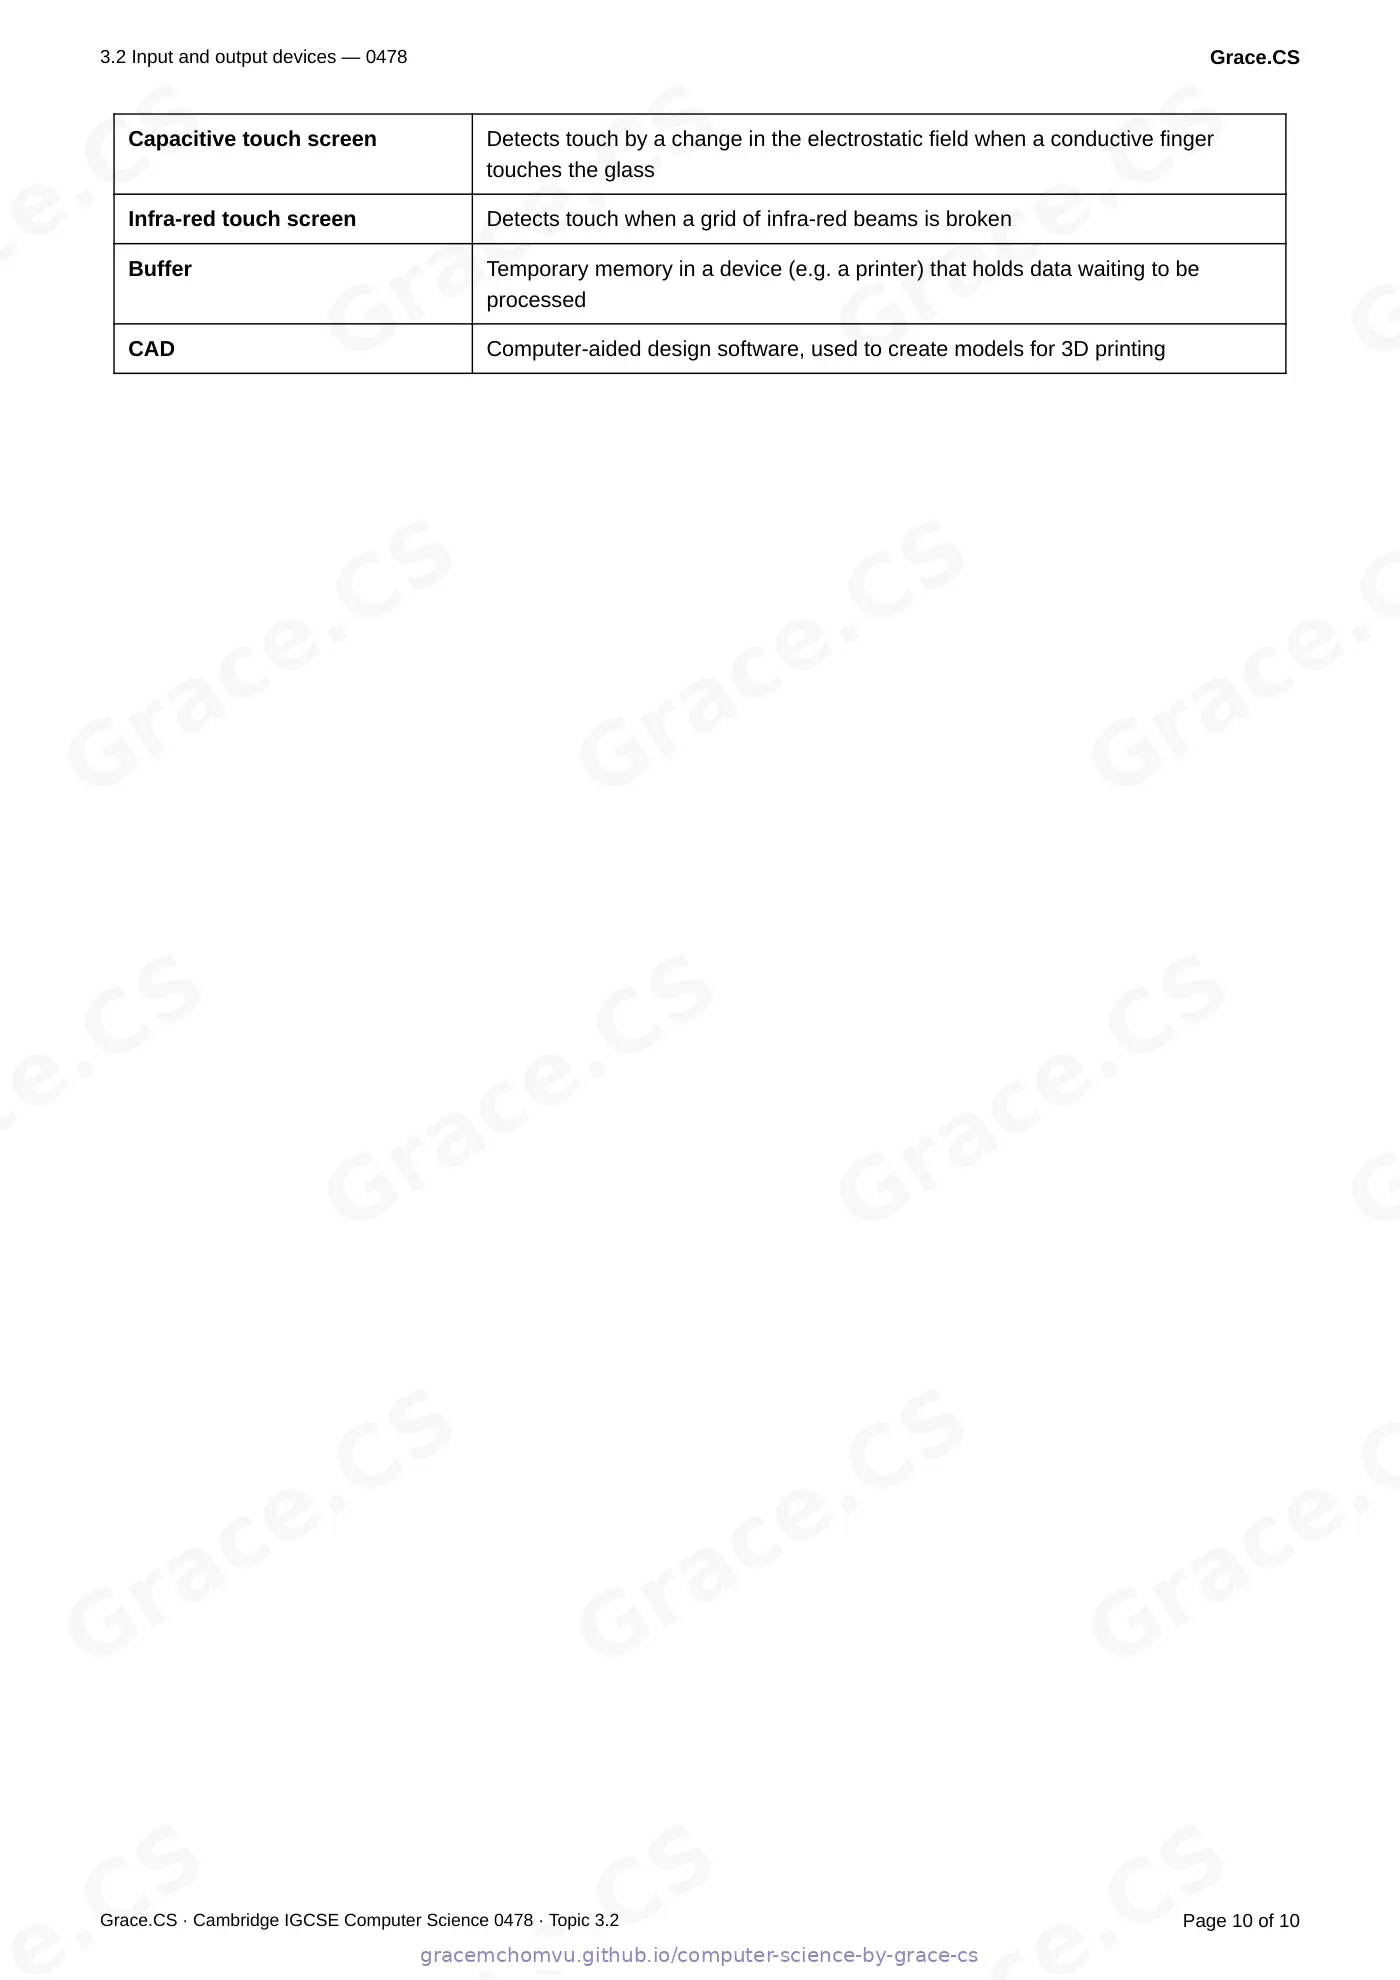 3.2 Input and output devices — 0478
Grace.CS
Capacitive touch screen
Detects touch by a change in the electrostatic field when a conductive finger
touches the glass
Infra-red touch screen
Detects touch when a grid of infra-red beams is broken
Buffer
Temporary memory in a device (e.g. a printer) that holds data waiting to be
processed
CAD
Computer-aided design software, used to create models for 3D printing
Grace.CS · Cambridge IGCSE Computer Science 0478 · Topic 3.2
Page 10 of 10
gracemchomvu.github.io/computer-science-by-grace-cs